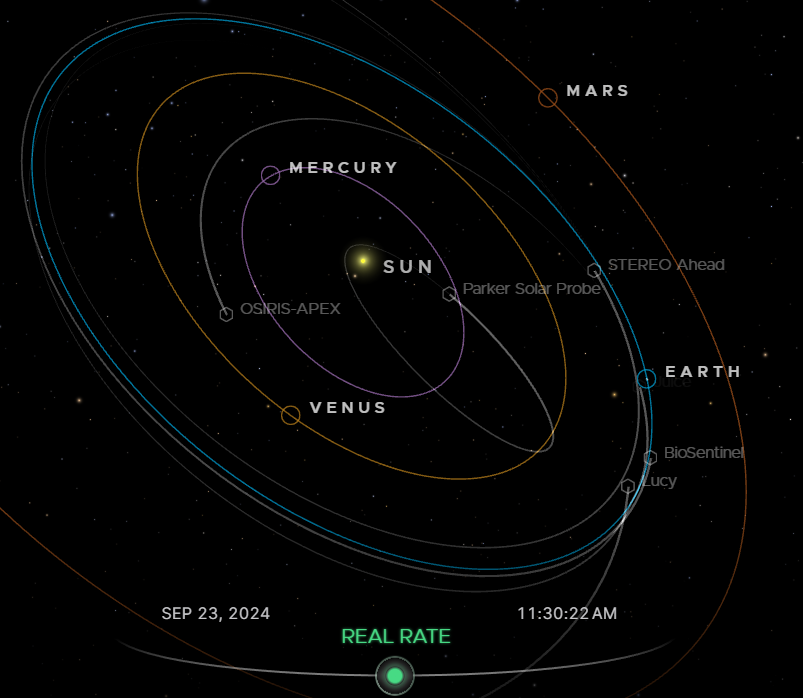 MARS
MERCURY
STEREO Ahead
SUN
Parker Solar Probe
OSIRIS-APEX
EARTH
Juice
VENUS
BioSentinel
Lucy
SEP 23, 2024
11:30:22 AM
REAL RATE